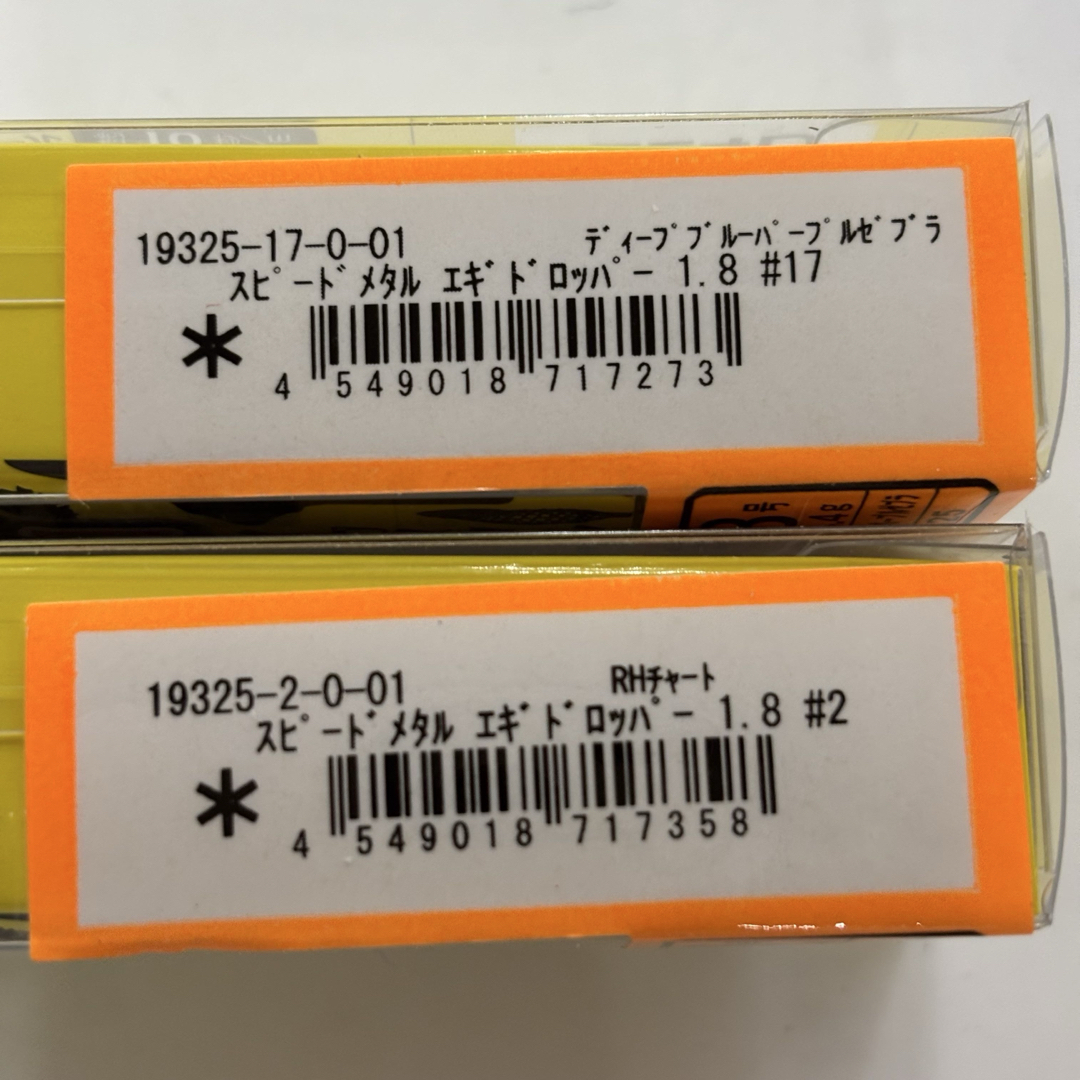 19325-17-0-01 ﾃﾞｨｰﾌﾟﾌﾞﾙｰﾊﾟｰﾌﾟﾙｾﾞﾌﾞﾗ
ｽﾋﾟｰﾄﾞﾒﾀﾙ ｴｷﾞﾄﾞﾛｯﾊﾟｰ 1.8 #17
*
4 549018 717273
19325-2-0-01 RHﾁｬｰﾄ
ｽﾋﾟｰﾄﾞﾒﾀﾙ ｴｷﾞﾄﾞﾛｯﾊﾟｰ 1.8 #2
*
4 549018 717358